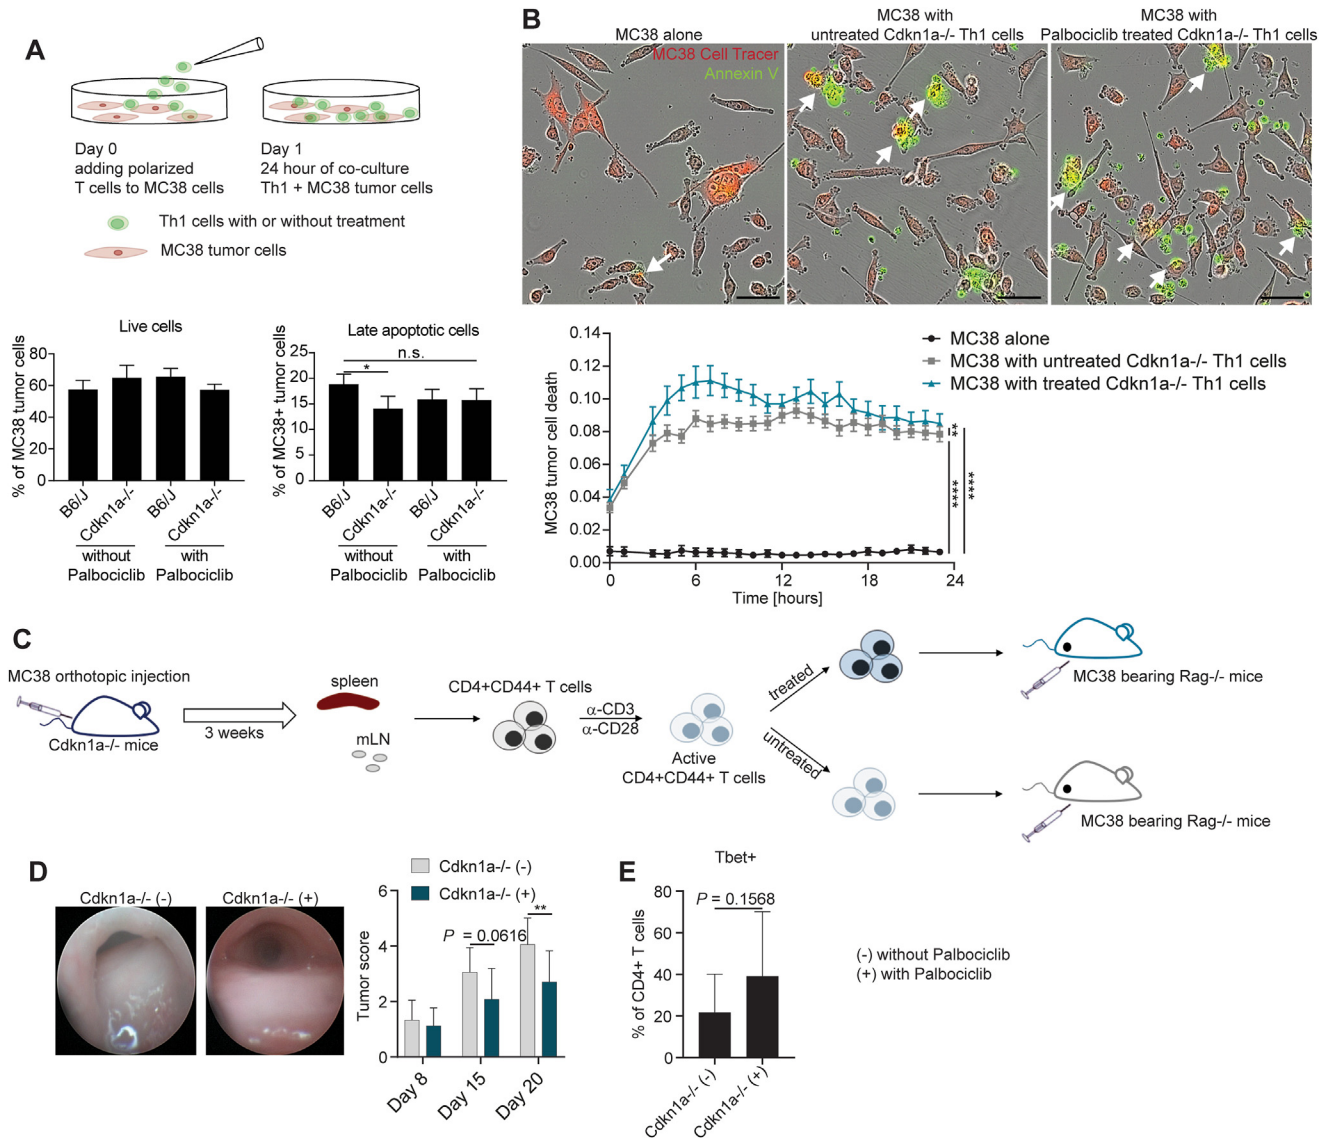 A
Day 0
adding polarized
T cells to MC38 cells
Day 1
24 hour of co-culture
Th1 + MC38 tumor cells
Th1 cells with or without treatment
MC38 tumor cells
Live cells
% of MC38 tumor cells
80
60
40
20
0
B6/J
Cdkn1a-/-
B6/J
Cdkn1a-/-
without
Palbociclib
with
Palbociclib
Late apoptotic cells
% of MC38+ tumor cells
25
20
15
10
5
0
n.s.
*
B6/J
Cdkn1a-/-
B6/J
Cdkn1a-/-
without
Palbociclib
with
Palbociclib
B
MC38 alone
MC38 with
untreated Cdkn1a-/- Th1 cells
MC38 with
Palbociclib treated Cdkn1a-/- Th1 cells
MC38 Cell Tracer
Annexin V
MC38 tumor cell death
0.14
0.12
0.10
0.08
0.06
0.04
0.02
0.00
0
6
12
18
24
Time [hours]
MC38 alone
MC38 with untreated Cdkn1a-/- Th1 cells
MC38 with treated Cdkn1a-/- Th1 cells
**
****
****
C
MC38 orthotopic injection
Cdkn1a-/- mice
3 weeks
spleen
mLN
CD4+CD44+ T cells
α-CD3
α-CD28
Active
CD4+CD44+ T cells
treated
untreated
MC38 bearing Rag-/- mice
MC38 bearing Rag-/- mice
D
Cdkn1a-/- (-)
Cdkn1a-/- (+)
Cdkn1a-/- (-)
Cdkn1a-/- (+)
Tumor score
6
4
2
0
P = 0.0616
**
Day 8
Day 15
Day 20
E
Tbet+
% of CD4+ T cells
80
60
40
20
0
P = 0.1568
Cdkn1a-/- (-)
Cdkn1a-/- (+)
(-) without Palbociclib
(+) with Palbociclib